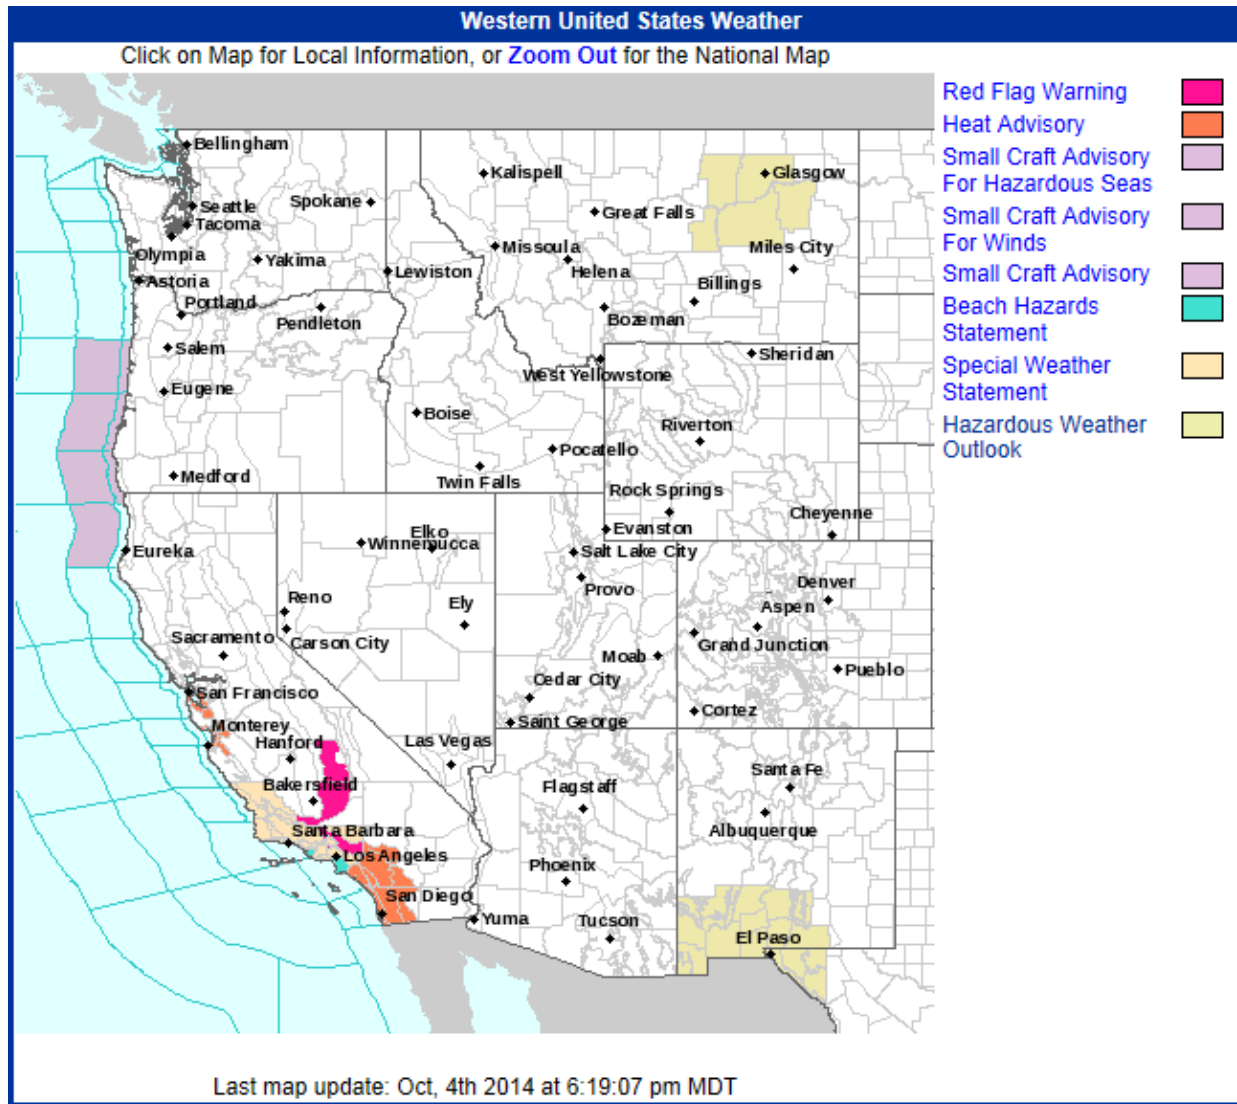 Western United States Weather
Click on Map for Local Information, or Zoom Out for the National Map
Red Flag Warning
Heat Advisory
Small Craft Advisory
For Hazardous Seas
Small Craft Advisory
For Winds
Small Craft Advisory
Beach Hazards
Statement
Special Weather
Statement
Hazardous Weather
Outlook
Bellingham
Kalispell
Glasgow
Seattle
Spokane
Great Falls
Tacoma
Olympia
Yakima
Missoula
Miles City
Helena
Lewiston
Astoria
Billings
Portland
Pendleton
Bozeman
Salem
Sheridan
West Yellowstone
Eugene
Boise
Riverton
Pocatello
Medford
Twin Falls
Rock Springs
Cheyenne
Evanston
Elko
Winnemucca
Eureka
Salt Lake City
Provo
Denver
Reno
Ely
Aspen
Sacramento
Carson City
Grand Junction
Moab
Pueblo
Cedar City
San Francisco
Cortez
Saint George
Monterey
Hanford
Las Vegas
Santa Fe
Bakersfield
Flagstaff
Albuquerque
Santa Barbara
Los Angeles
Phoenix
San Diego
Yuma
Tucson
El Paso
Last map update: Oct, 4th 2014 at 6:19:07 pm MDT